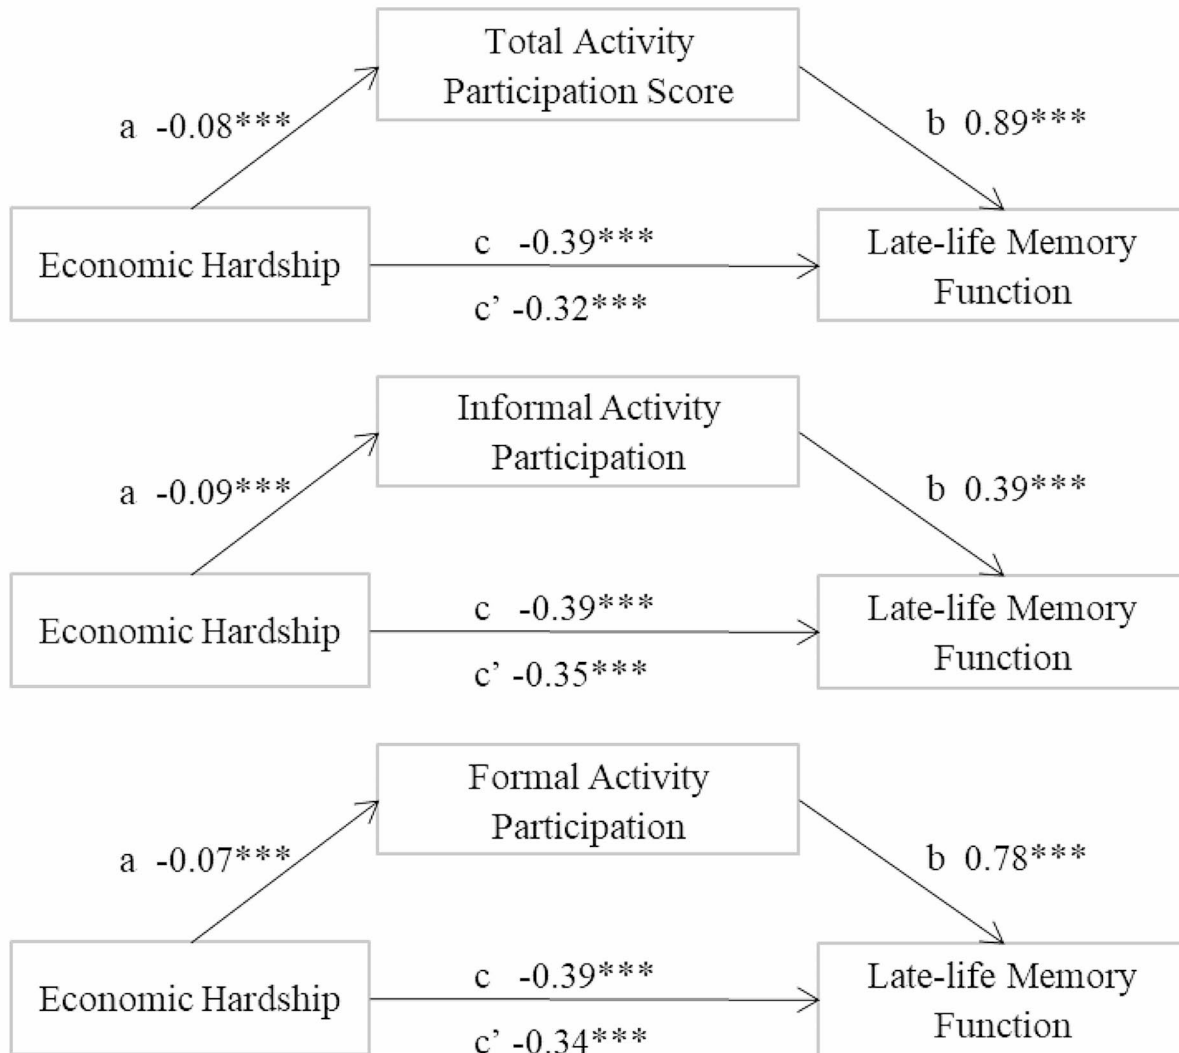 Total Activity
Participation Score
a -0.08***
b 0.89***
Economic Hardship
c -0.39***
c’ -0.32***
Late-life Memory
Function
Informal Activity
Participation
a -0.09***
b 0.39***
Economic Hardship
c -0.39***
c’ -0.35***
Late-life Memory
Function
Formal Activity
Participation
a -0.07***
b 0.78***
Economic Hardship
c -0.39***
c’ -0.34***
Late-life Memory
Function